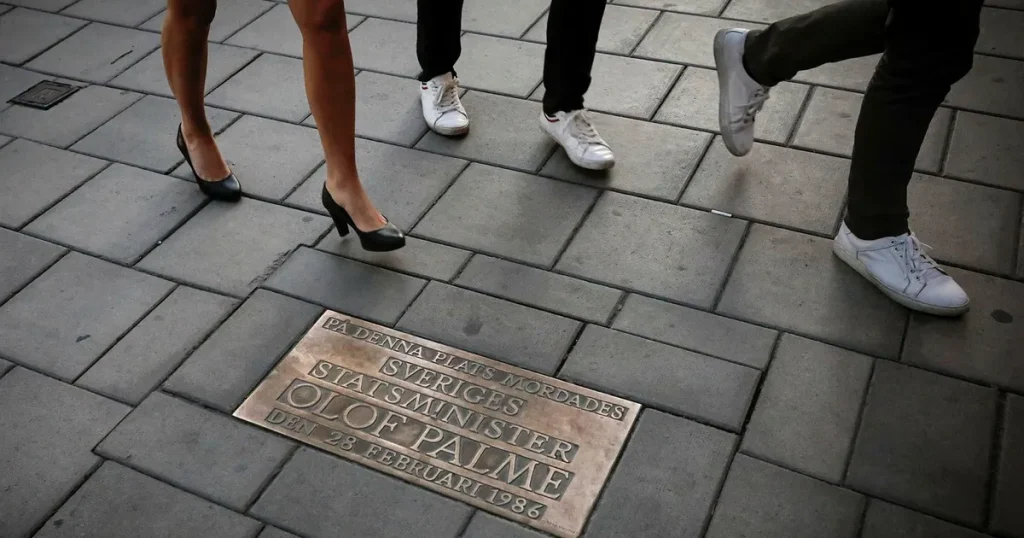 PÅ DENNA PLATS MÖRDADES
SVERIGES
STATSMINISTER
OLOF PALME
DEN 28 FEBRUARI 1986